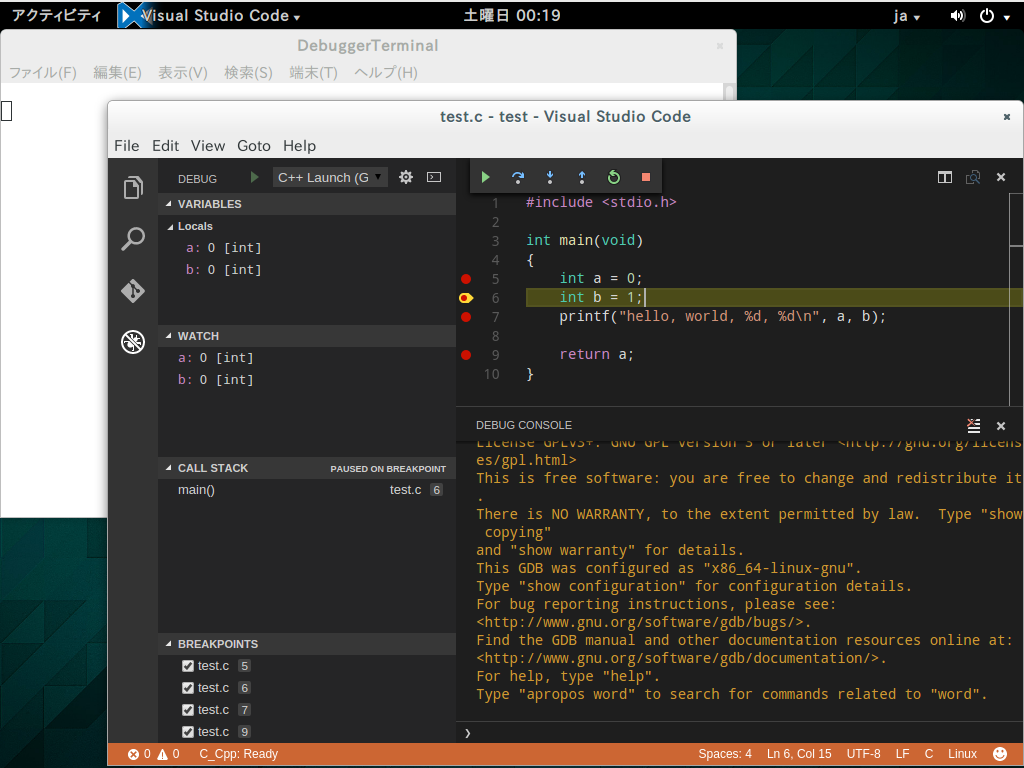 アクティビティ Visual Studio Code 土曜日 00:19 ja
DebuggerTerminal
ファイル(F) 編集(E) 表示(V) 検索(S) 端末(T) ヘルプ(H)
test.c - test - Visual Studio Code
File Edit View Goto Help
DEBUG C++ Launch (G
VARIABLES
Locals
a: 0 [int]
b: 0 [int]
WATCH
a: 0 [int]
b: 0 [int]
CALL STACK PAUSED ON BREAKPOINT
main() test.c 6
BREAKPOINTS
test.c 5
test.c 6
test.c 7
test.c 9
1 #include <stdio.h>
2
3 int main(void)
4 {
5 int a = 0;
6 int b = 1;
7 printf("hello, world, %d, %d\n", a, b);
8
9 return a;
10 }
DEBUG CONSOLE
License GPLv3+: GNU GPL version 3 or later <http://gnu.org/licens
es/gpl.html>
This is free software: you are free to change and redistribute it
.
There is NO WARRANTY, to the extent permitted by law.  Type "show
 copying"
and "show warranty" for details.
This GDB was configured as "x86_64-linux-gnu".
Type "show configuration" for configuration details.
For bug reporting instructions, please see:
<http://www.gnu.org/software/gdb/bugs/>.
Find the GDB manual and other documentation resources online at:
<http://www.gnu.org/software/gdb/documentation/>.
For help, type "help".
Type "apropos word" to search for commands related to "word".
❯
0 0 C_Cpp: Ready Spaces: 4 Ln 6, Col 15 UTF-8 LF C Linux